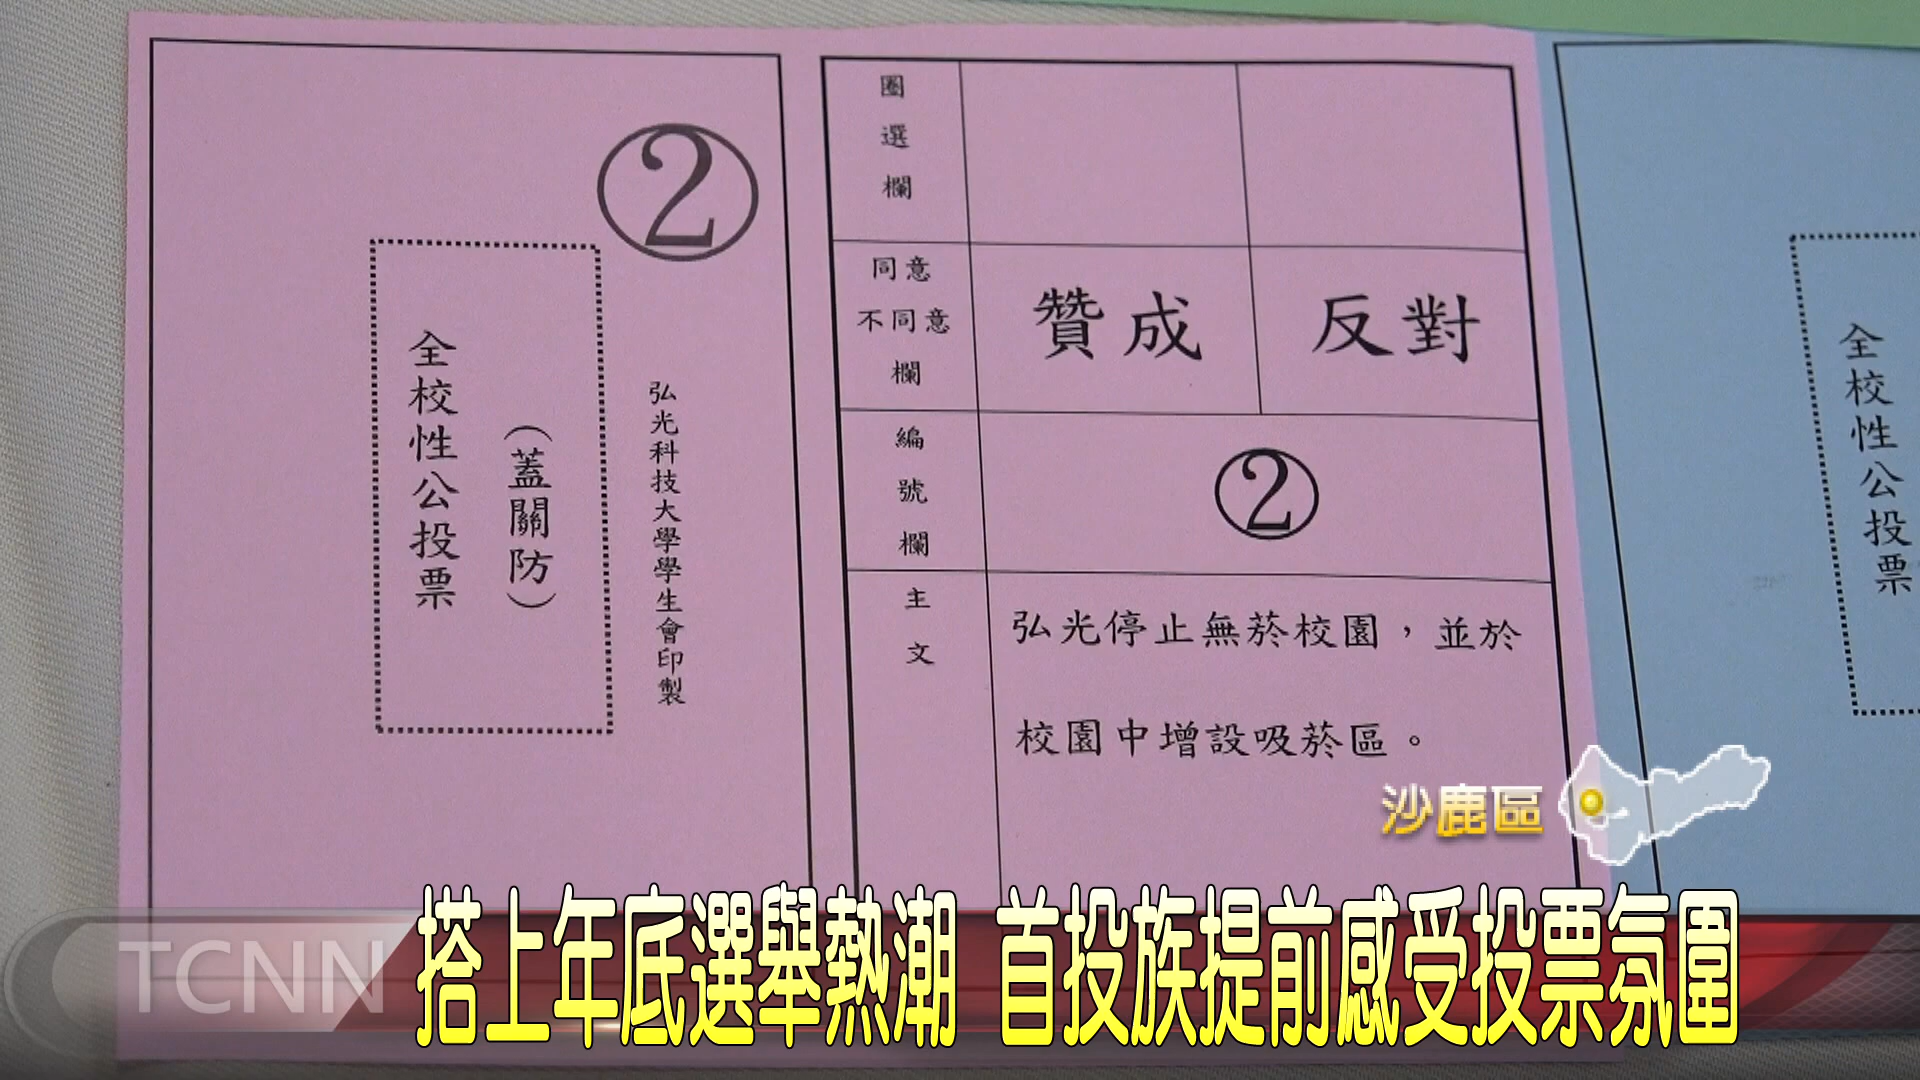 ②
全校性公投票
(蓋關防)
弘光科技大學學生會印製
圈選欄
同意
不同意
欄
贊成
反對
編號欄
②
主文
弘光停止無菸校園，並於
校園中增設吸菸區。
全校性公投票
沙鹿區
TCNN
搭上年底選舉熱潮 首投族提前感受投票氛圍